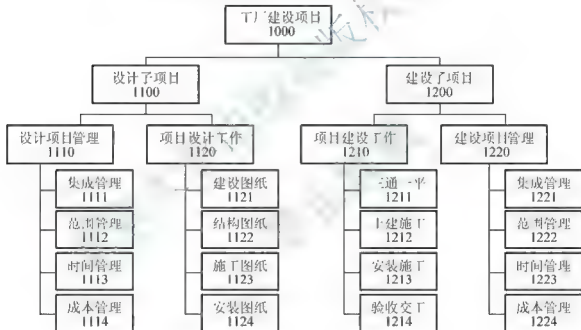 工厂建设项目
1000
设计子项目
1100
建设子项目
1200
设计项目管理
1110
项目设计工作
1120
项目建设工作
1210
建设项目管理
1220
集成管理
1111
建设图纸
1121
三通一平
1211
集成管理
1221
范围管理
1112
结构图纸
1122
土建施工
1212
范围管理
1222
时间管理
1113
施工图纸
1123
安装施工
1213
时间管理
1223
成本管理
1114
安装图纸
1124
验收交工
1214
成本管理
1224